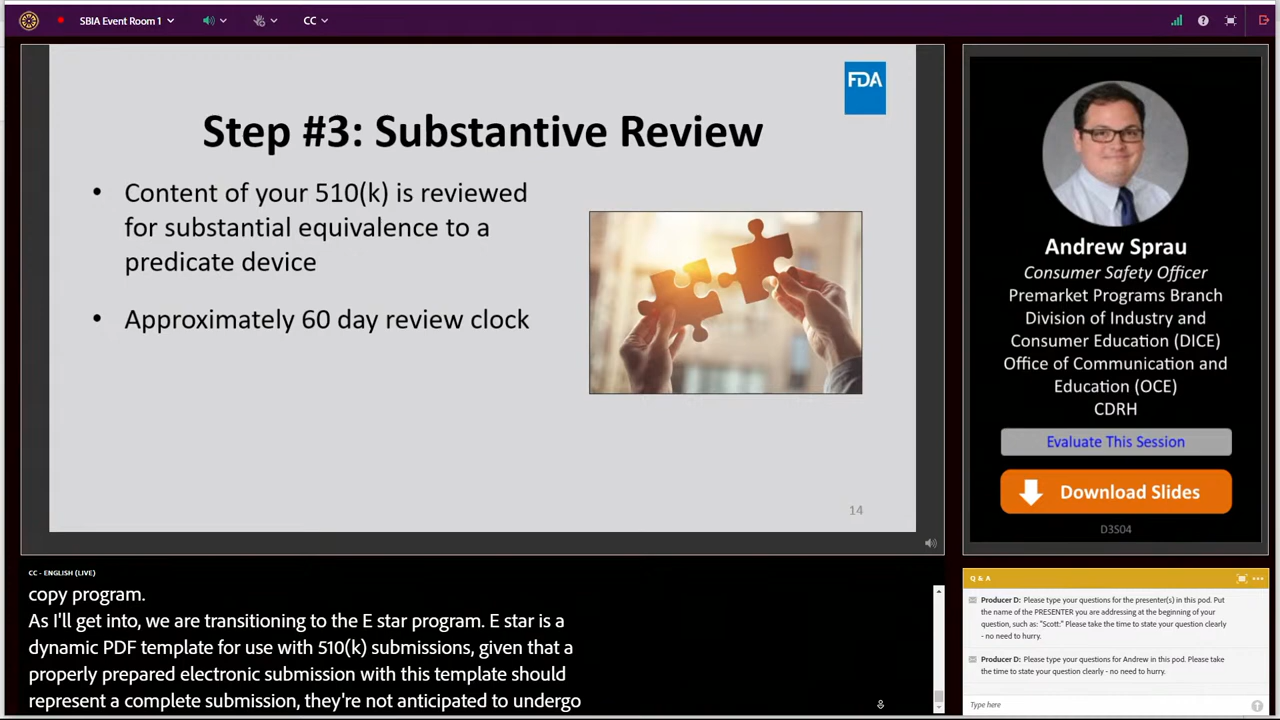 SBIA Event Room 1
CC
FDA
Step #3: Substantive Review
• Content of your 510(k) is reviewed
for substantial equivalence to a
predicate device
• Approximately 60 day review clock
14
Andrew Sprau
Consumer Safety Officer
Premarket Programs Branch
Division of Industry and
Consumer Education (DICE)
Office of Communication and
Education (OCE)
CDRH
Evaluate This Session
Download Slides
D3S04
CC - ENGLISH (LIVE)
copy program.
As I'll get into, we are transitioning to the E star program. E star is a
dynamic PDF template for use with 510(k) submissions, given that a
properly prepared electronic submission with this template should
represent a complete submission, they're not anticipated to undergo
Q & A
Producer D: Please type your questions for the presenter(s) in this pod. Put
the name of the PRESENTER you are addressing at the beginning of your
question, such as: "Scott:" Please take the time to state your question clearly
- no need to hurry.
Producer D: Please type your questions for Andrew in this pod. Please take
the time to state your question clearly - no need to hurry.
Type here